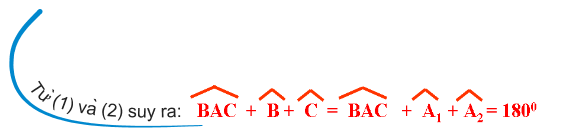 Từ (1) và (2) suy ra: BAC + B + C = BAC + A₁ + A₂ = 180⁰